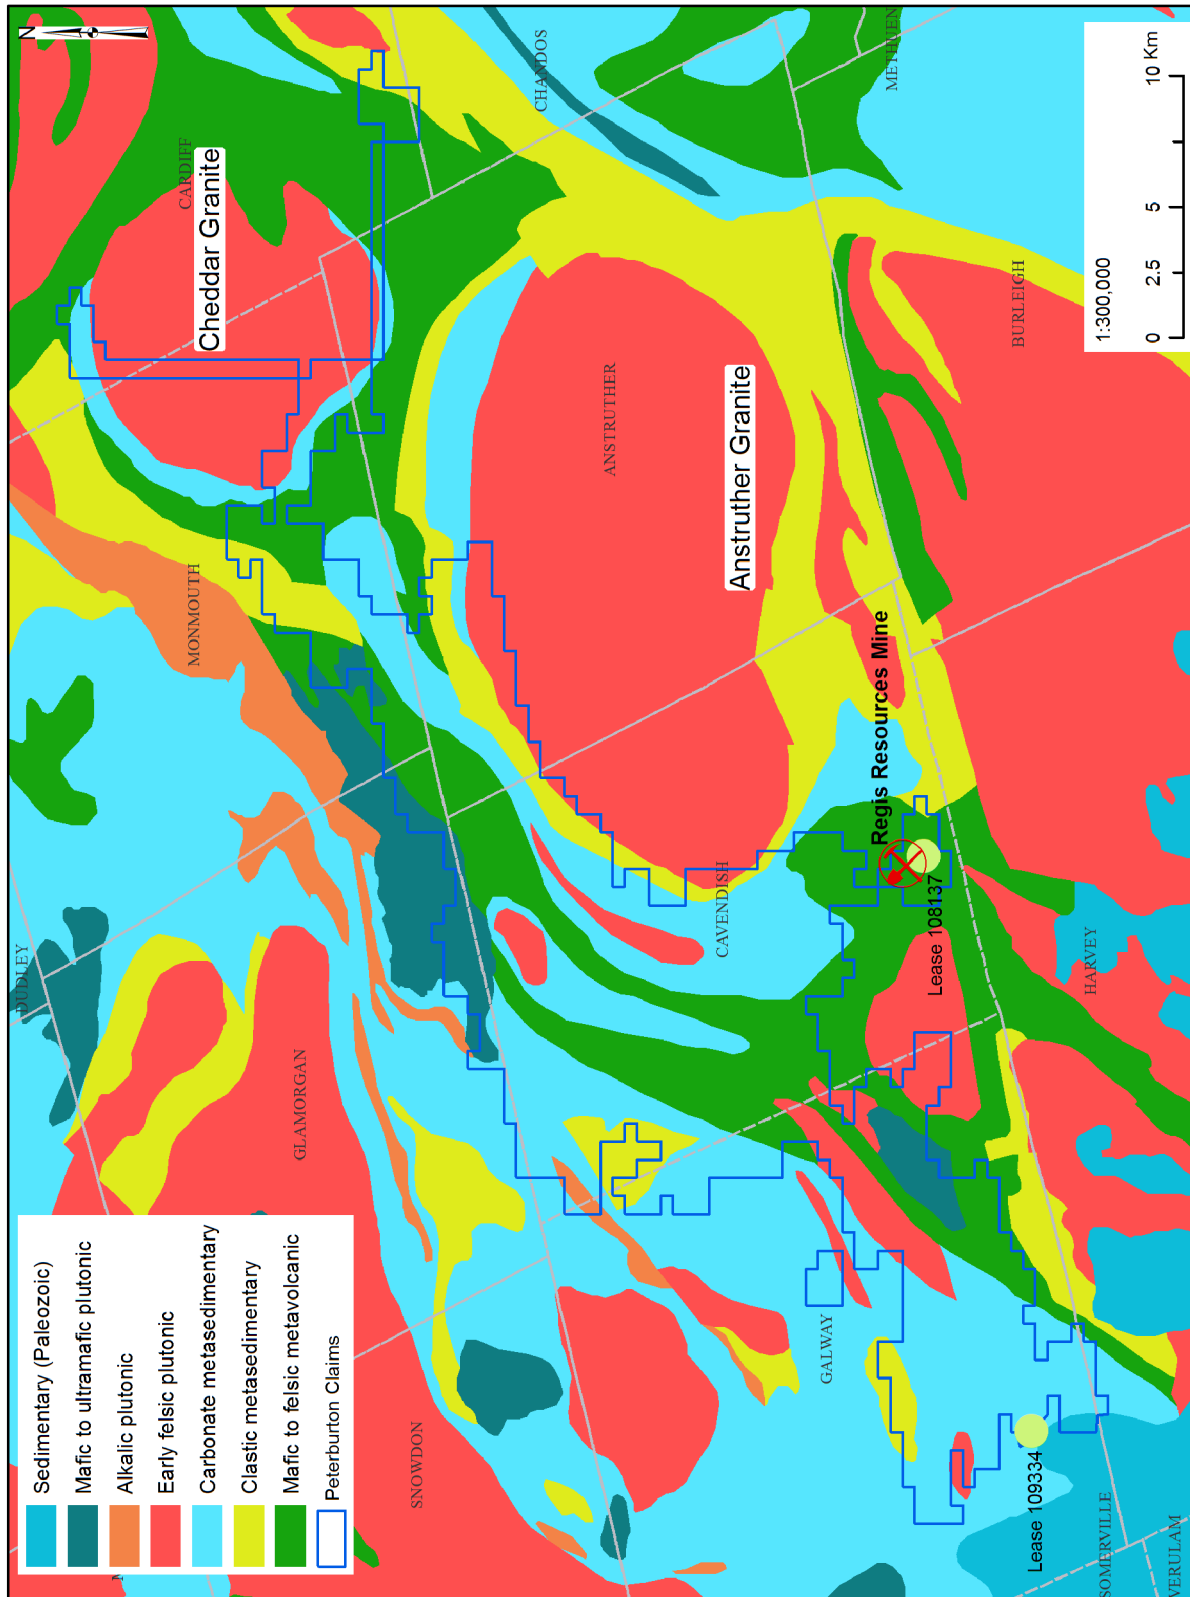 N
DUDLEY
CARDIFF
Cheddar Granite
CHANDOS
METHUEN
MONMOUTH
GLAMORGAN
SNOWDON
ANSTRUTHER
Anstruther Granite
CAVENDISH
Regis Resources Mine
Lease 108137
BURLEIGH
HARVEY
GALWAY
Lease 109334
SOMERVILLE
VERULAM
Sedimentary (Paleozoic)
Mafic to ultramafic plutonic
Alkalic plutonic
Early felsic plutonic
Carbonate metasedimentary
Clastic metasedimentary
Mafic to felsic metavolcanic
Peterburton Claims
1:300,000
0 2.5 5 10 Km